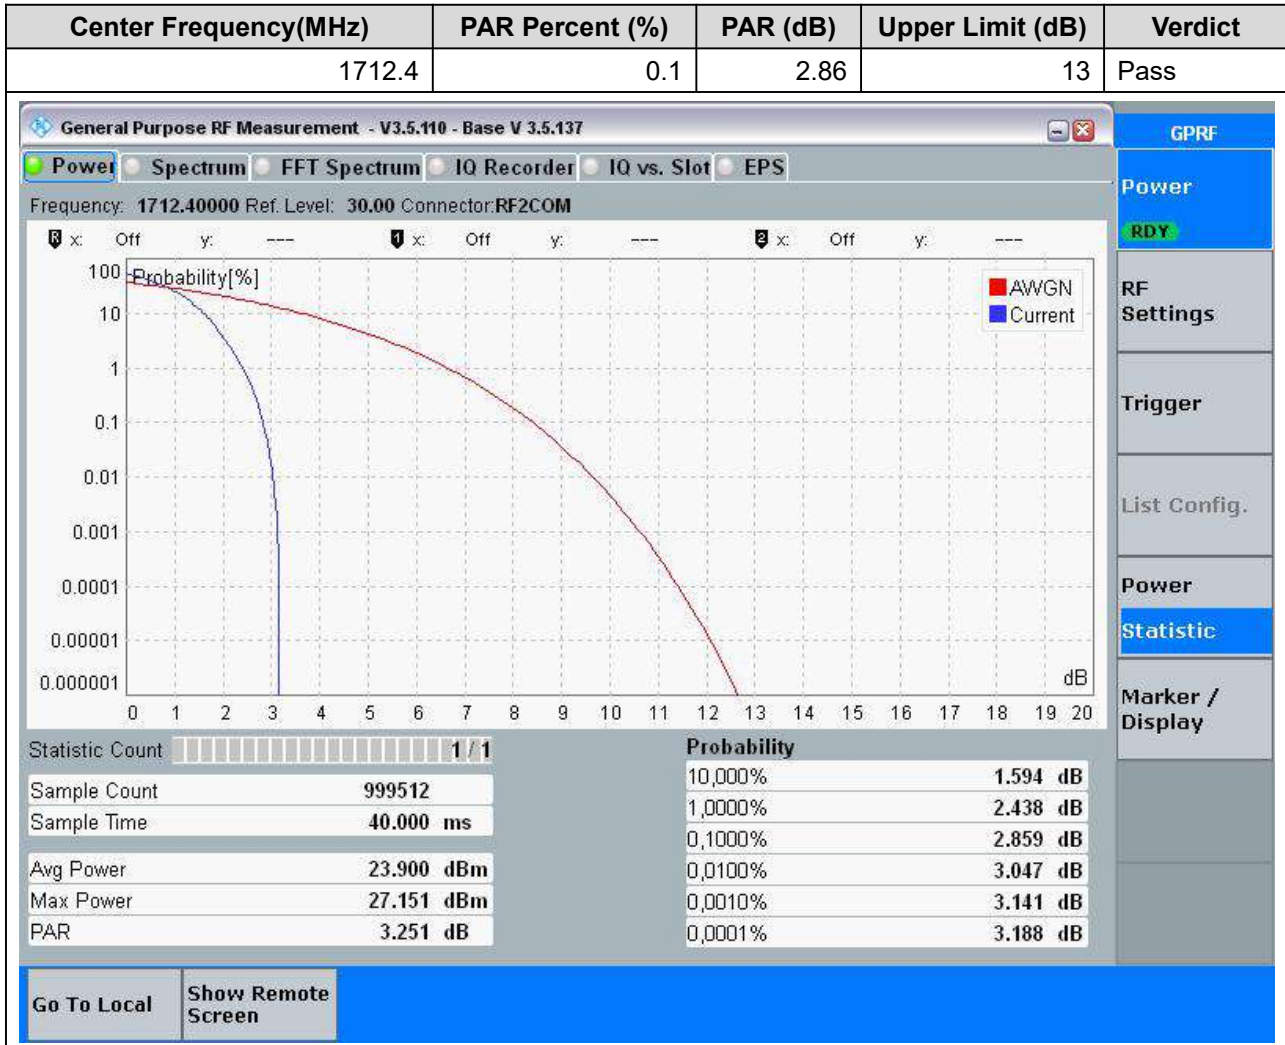 Center Frequency(MHz) PAR Percent (%) PAR (dB) Upper Limit (dB) Verdict
1712.4 0.1 2.86 13 Pass
General Purpose RF Measurement - V3.5.110 - Base V 3.5.137
GPRF
Power Spectrum FFT Spectrum IQ Recorder IQ vs. Slot EPS
Frequency: 1712.40000 Ref. Level: 30.00 Connector:RF2COM
R x: Off y: --- 1 x: Off y: --- 2 x: Off y: ---
Probability[%]
AWGN
Current
100
10
1
0.1
0.01
0.001
0.0001
0.00001
0.000001
dB
0 1 2 3 4 5 6 7 8 9 10 11 12 13 14 15 16 17 18 19 20
Statistic Count 1 / 1
Sample Count 999512
Sample Time 40.000 ms
Avg Power 23.900 dBm
Max Power 27.151 dBm
PAR 3.251 dB
Probability
10,000% 1.594 dB
1,0000% 2.438 dB
0,1000% 2.859 dB
0,0100% 3.047 dB
0,0010% 3.141 dB
0,0001% 3.188 dB
Power
RDY
RF
Settings
Trigger
List Config.
Power
Statistic
Marker /
Display
Go To Local
Show Remote
Screen